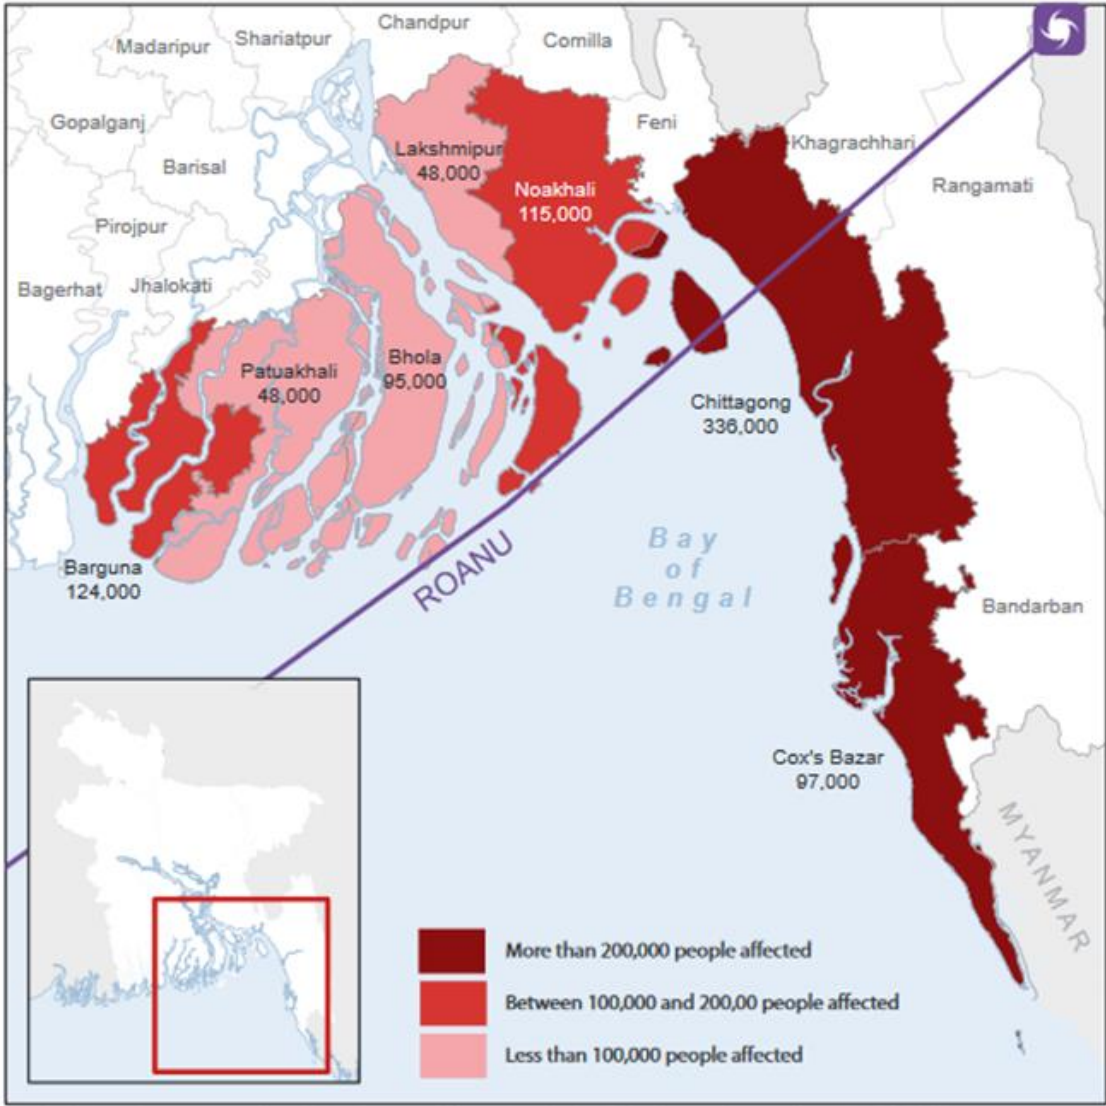 Chandpur
Shariatpur
Madaripur
Comilla
Gopalganj
Feni
Khagrachhari
Lakshmipur
48,000
Barisal
Rangamati
Noakhali
115,000
Pirojpur
Bagerhat
Jhalokati
Bhola
95,000
Patuakhali
48,000
Chittagong
336,000
Bay
of
Bengal
ROANU
Barguna
124,000
Bandarban
Cox's Bazar
97,000
MYANMAR
More than 200,000 people affected
Between 100,000 and 200,00 people affected
Less than 100,000 people affected